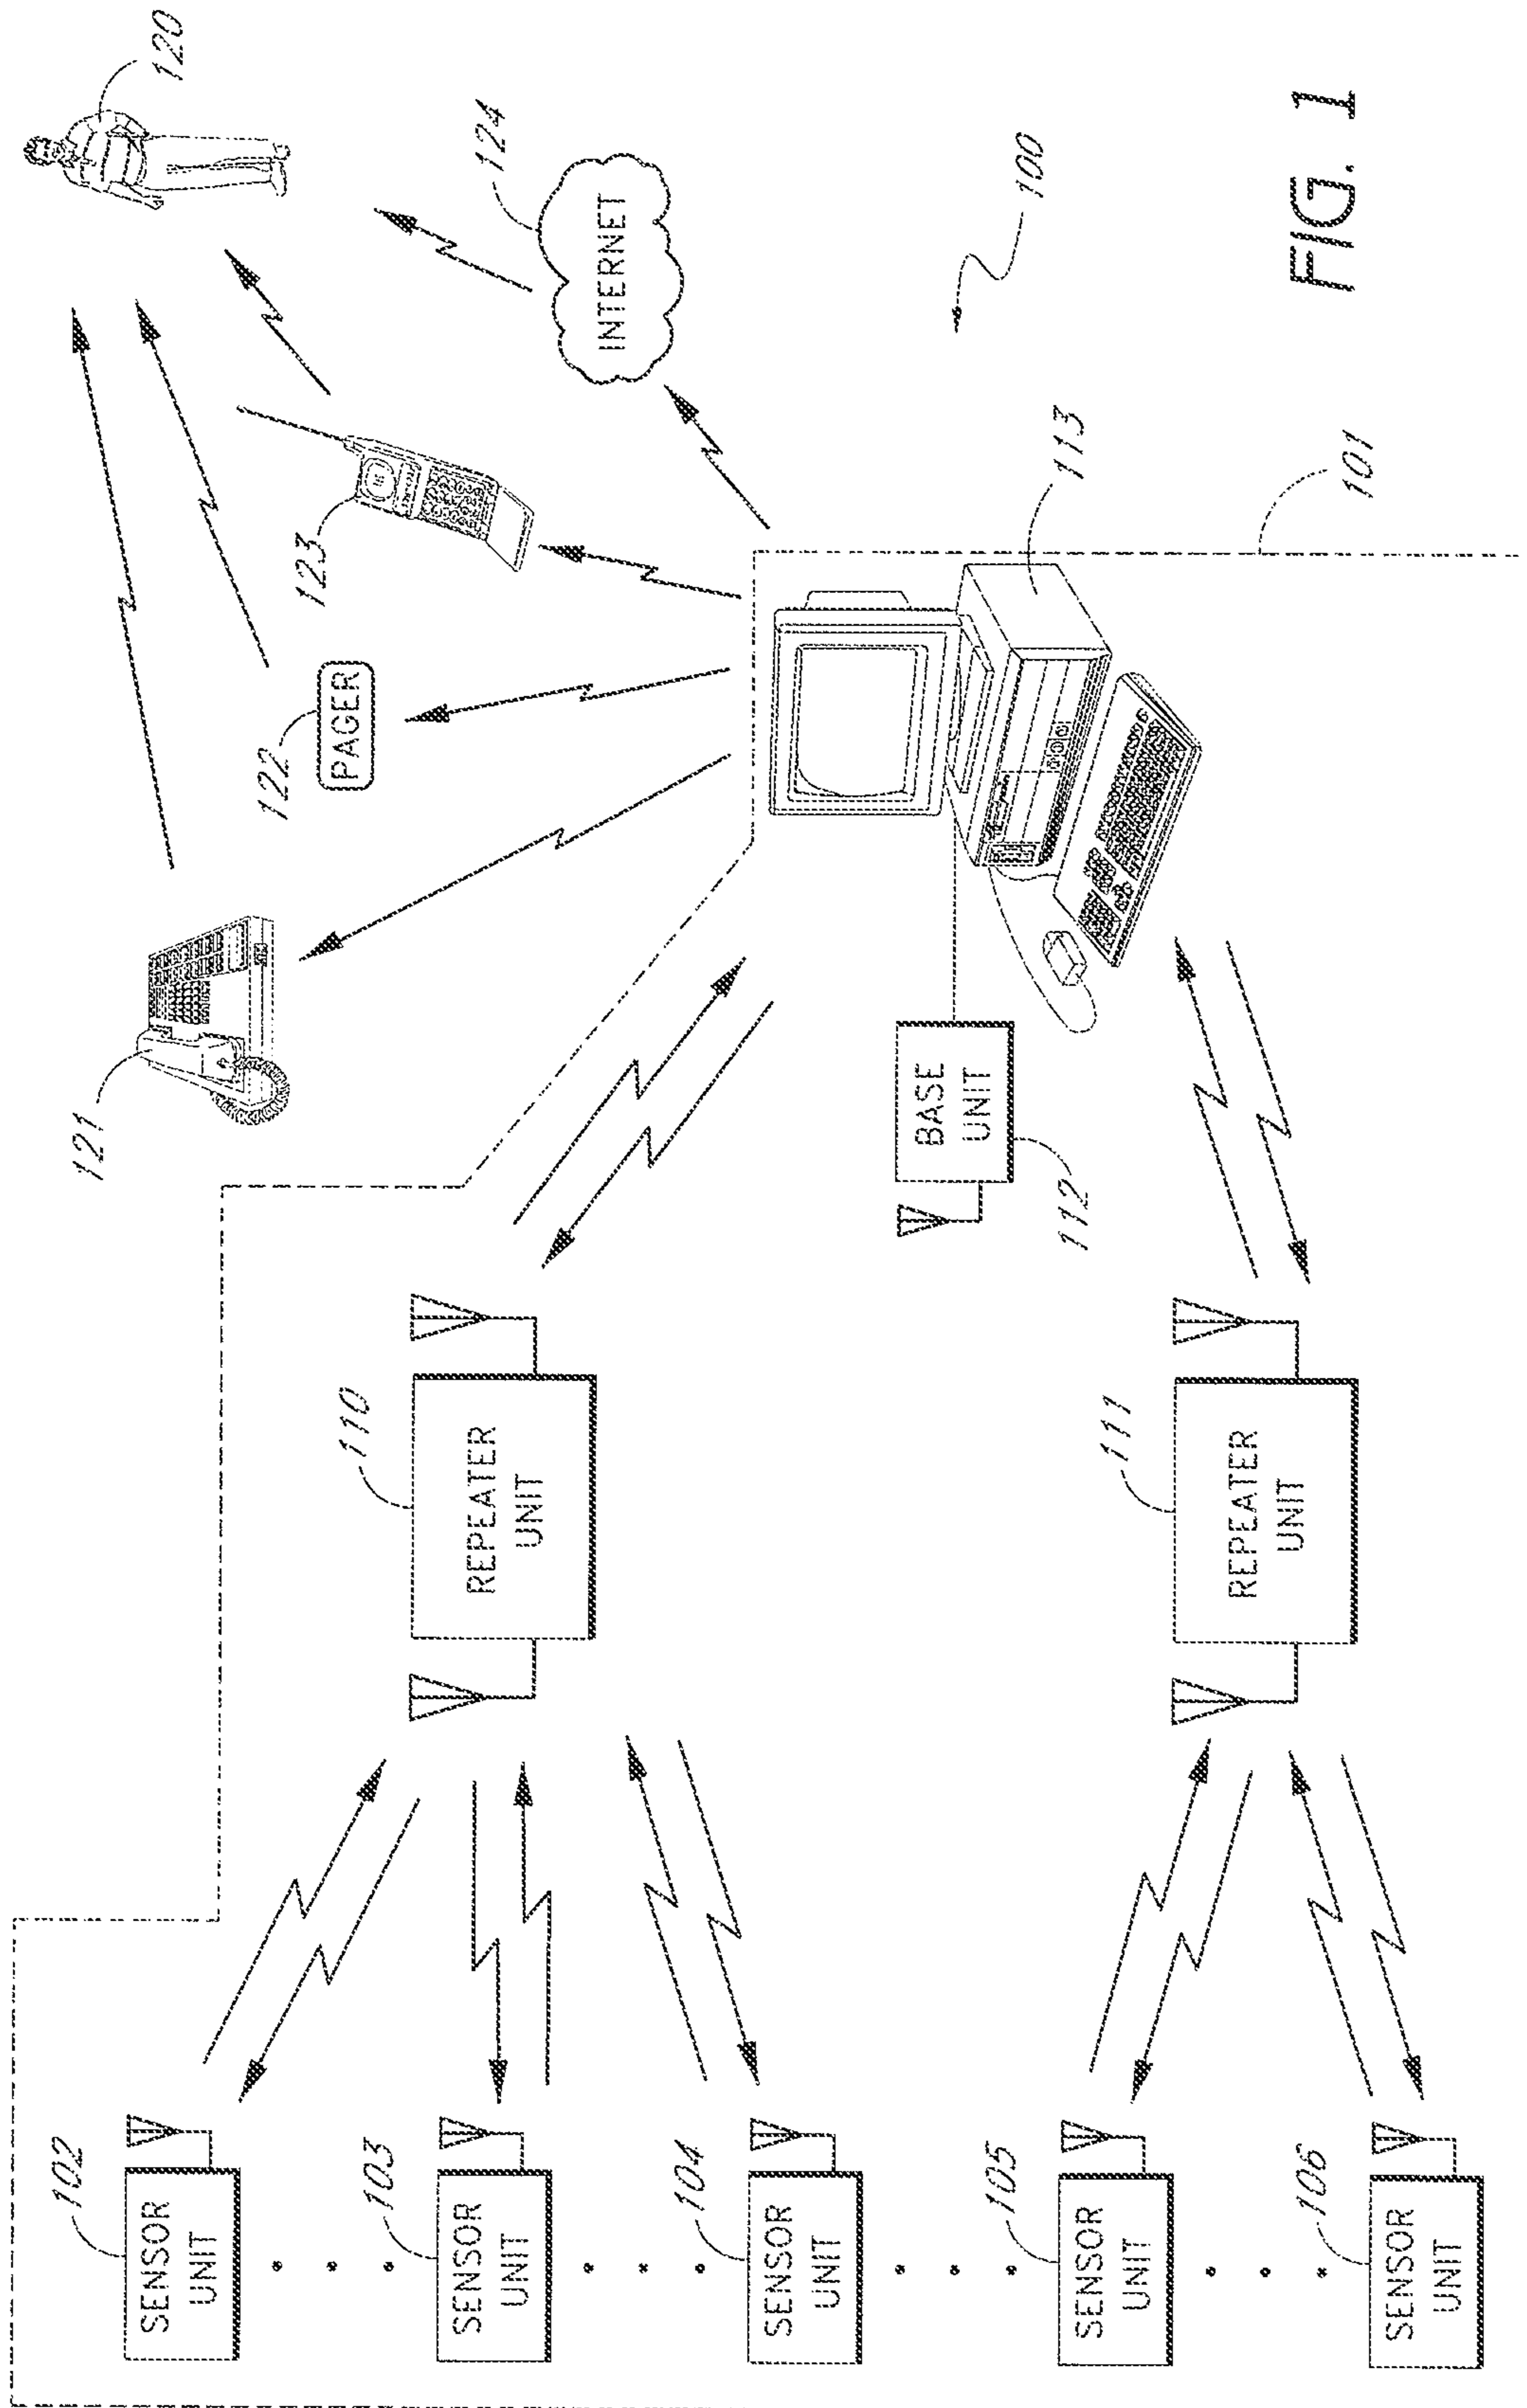 102
SENSOR
UNIT
103
SENSOR
UNIT
104
SENSOR
UNIT
105
SENSOR
UNIT
106
SENSOR
UNIT
110
REPEATER
UNIT
111
REPEATER
UNIT
BASE
UNIT
112
113
101
121
122
PAGER
123
INTERNET
124
120
100
FIG. 1